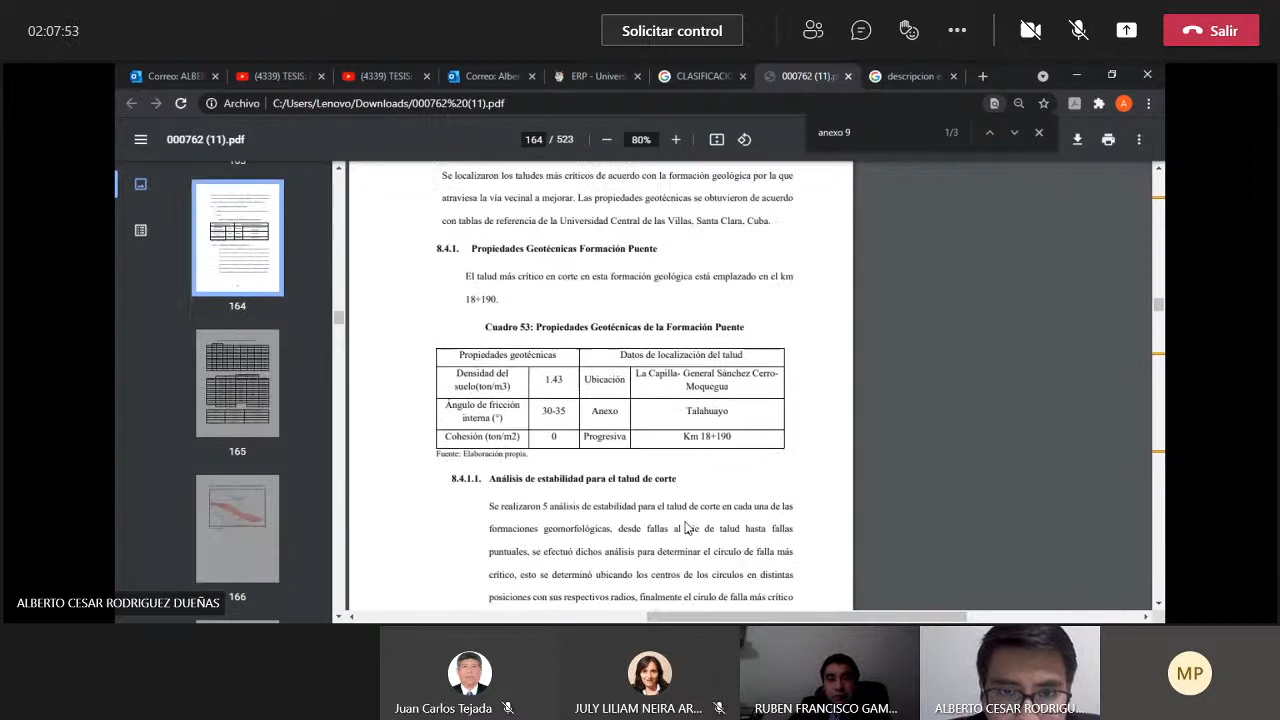 02:07:53
Solicitar control
Salir
Correo: ALBE
(4339) TESIS:
(4339) TESIS:
Correo: Alber
ERP - Univers
CLASIFICACIO
000762 (11).p
descripcion e
Archivo
C:/Users/Lenovo/Downloads/000762%20(11).pdf
A
000762 (11).pdf
164 / 523
80%
anexo 9
1/3
164
165
166
Se localizaron los taludes más críticos de acuerdo con la formación geológica por la que
atraviesa la vía vecinal a mejorar. Las propiedades geotécnicas se obtuvieron de acuerdo
con tablas de referencia de la Universidad Central de las Villas, Santa Clara, Cuba.
8.4.1. Propiedades Geotécnicas Formación Puente
El talud más crítico en corte en esta formación geológica está emplazado en el km
18+190.
Cuadro 53: Propiedades Geotécnicas de la Formación Puente
Propiedades geotécnicas
Datos de localización del talud
Densidad del
suelo(ton/m3)
1.43
Ubicación
La Capilla- General Sánchez Cerro-
Moquegua
Angulo de fricción
interna (°)
30-35
Anexo
Talahuayo
Cohesión (ton/m2)
0
Progresiva
Km 18+190
Fuente: Elaboración propia.
8.4.1.1. Análisis de estabilidad para el talud de corte
Se realizaron 5 análisis de estabilidad para el talud de corte en cada una de las
formaciones geomorfológicas, desde fallas al de talud hasta fallas
puntuales, se efectuó dichos análisis para determinar el circulo de falla más
crítico, esto se determinó ubicando los centros de los círculos en distintas
posiciones con sus respectivos radios, finalmente el cirulo de falla más crítico
ALBERTO CESAR RODRIGUEZ DUEÑAS
Juan Carlos Tejada
JULY LILIAM NEIRA AR...
RUBEN FRANCISCO GAM...
ALBERTO CESAR RODRIGU...
MP